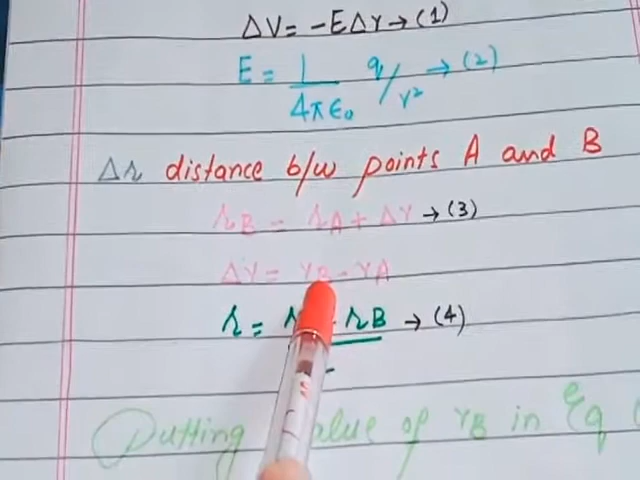 ΔV = -EΔr → (1)
E = 1/4πε₀ q/r² → (2)
Δr distance b/w points A and B
rB = rA + Δr → (3)
Δr = rB - rA
r = rB → (4)
Putting value of rB in Eq